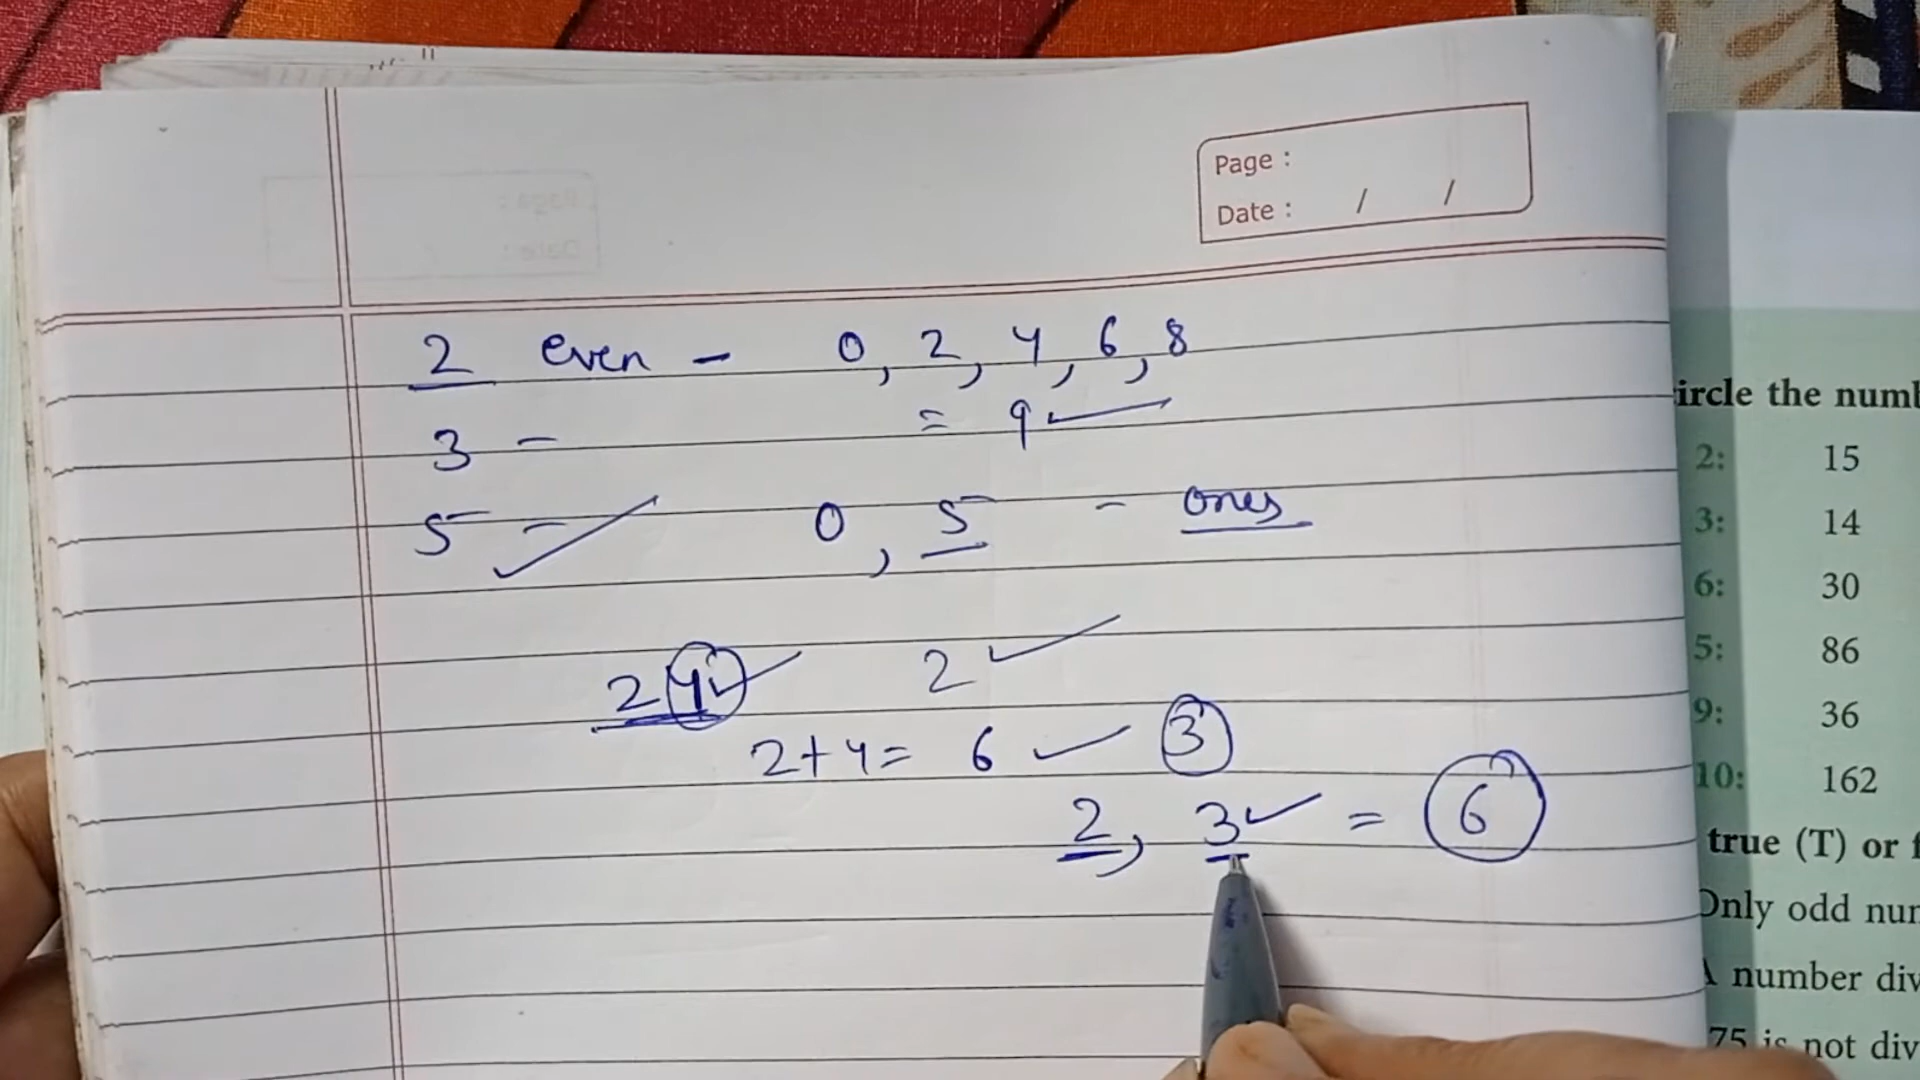 Page :
Date : / /
2 even - 0, 2, 4, 6, 8
3 - = 9
5 - 0, 5 - ones
24 2
2+4= 6 3
2, 3 = 6
ircle the num
2: 15
3: 14
6: 30
5: 86
9: 36
10: 162
true (T) or f
Only odd nu
A number div
75 is not div